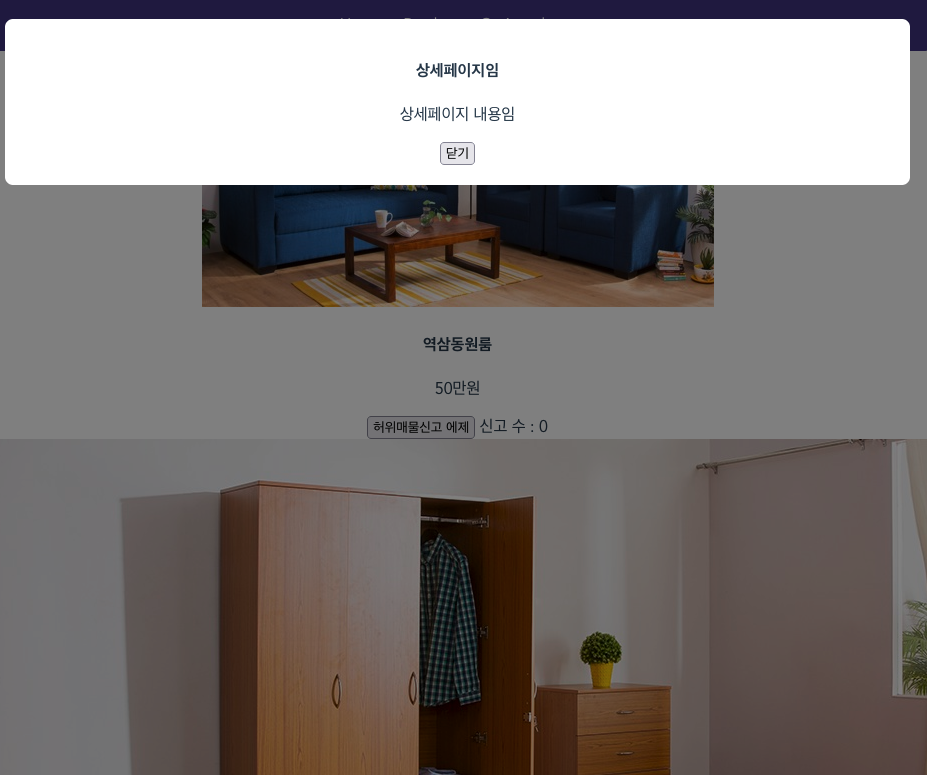 상세페이지임
상세페이지 내용임
닫기
역삼동원룸
50만원
허위매물신고 에제 신고 수 : 0